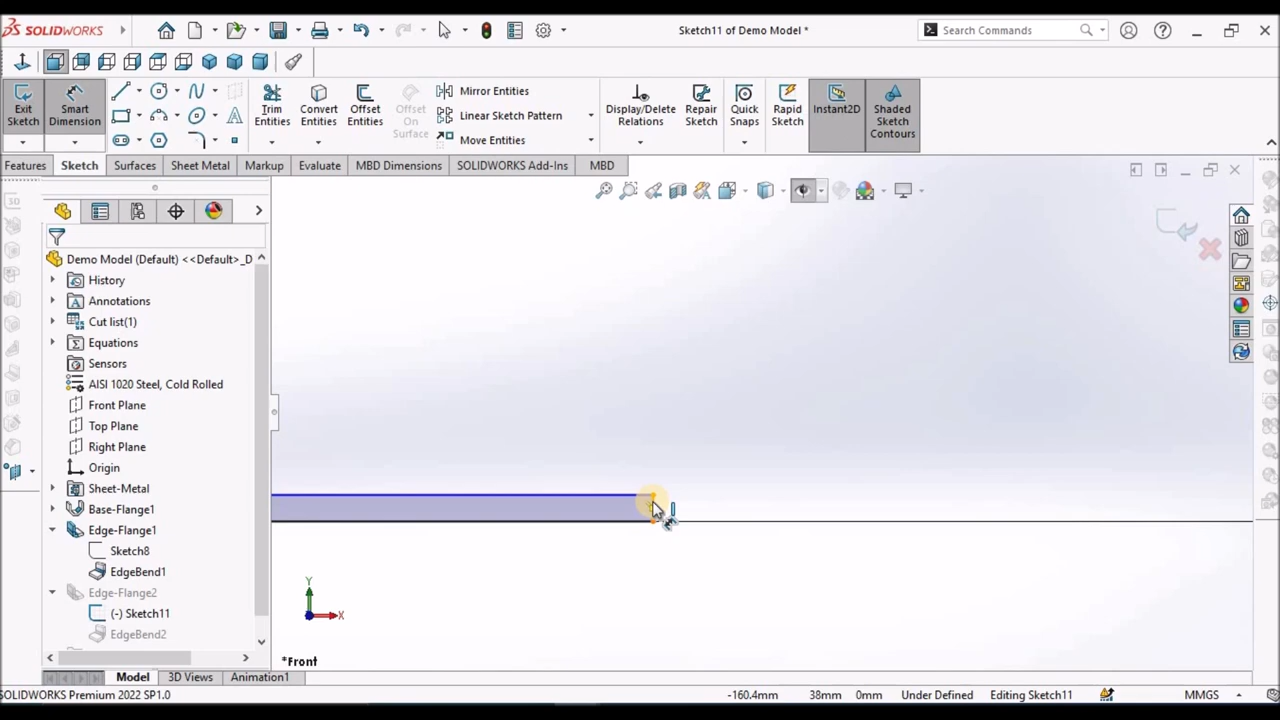 SOLIDWORKS
Sketch11 of Demo Model *
Search Commands
Exit Sketch
Smart Dimension
Trim Entities
Convert Entities
Offset Entities
Offset On Surface
Mirror Entities
Linear Sketch Pattern
Move Entities
Display/Delete Relations
Repair Sketch
Quick Snaps
Rapid Sketch
Instant2D
Shaded Sketch Contours
Features Sketch Surfaces Sheet Metal Markup Evaluate MBD Dimensions SOLIDWORKS Add-Ins MBD
Demo Model (Default) <<Default>_D
History
Annotations
Cut list(1)
Equations
Sensors
AISI 1020 Steel, Cold Rolled
Front Plane
Top Plane
Right Plane
Origin
Sheet-Metal
Base-Flange1
Edge-Flange1
Sketch8
EdgeBend1
Edge-Flange2
(-) Sketch11
EdgeBend2
Y
X
*Front
Model 3D Views Animation1
SOLIDWORKS Premium 2022 SP1.0 -160.4mm 38mm 0mm Under Defined Editing Sketch11 MMGS